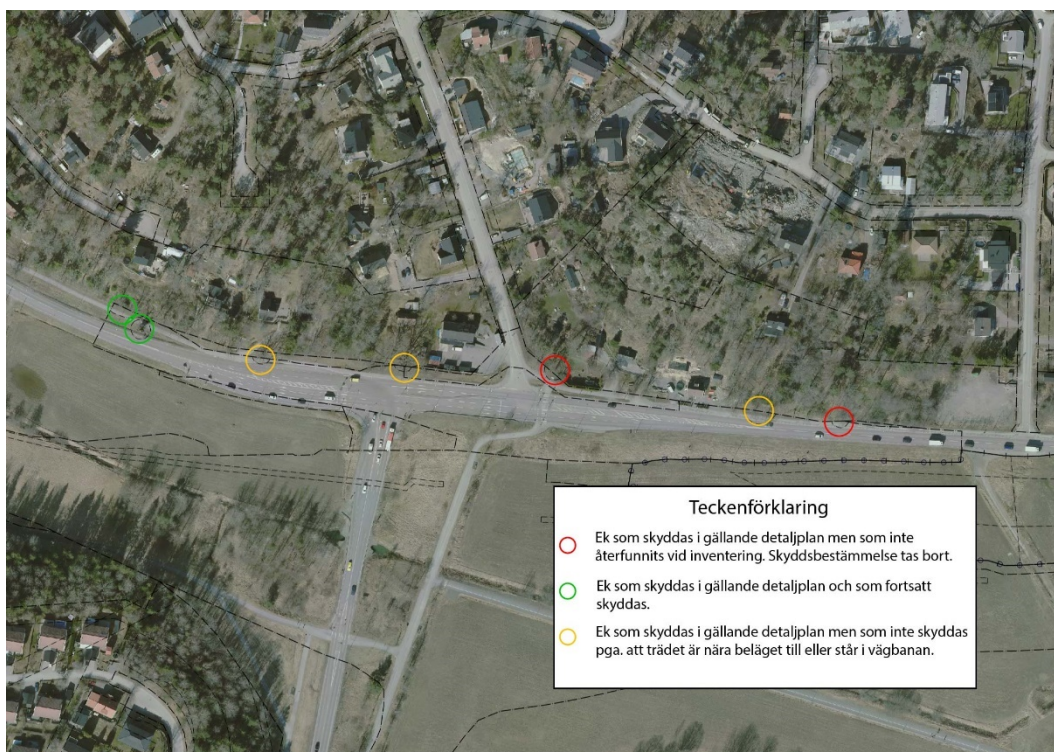 Teckenförklaring
Ek som skyddas i gällande detaljplan men som inte
återfunnits vid inventering. Skyddsbestämmelse tas bort.
Ek som skyddas i gällande detaljplan och som fortsatt
skyddas.
Ek som skyddas i gällande detaljplan men som inte skyddas
pga. att trädet är nära beläget till eller står i vägbanan.